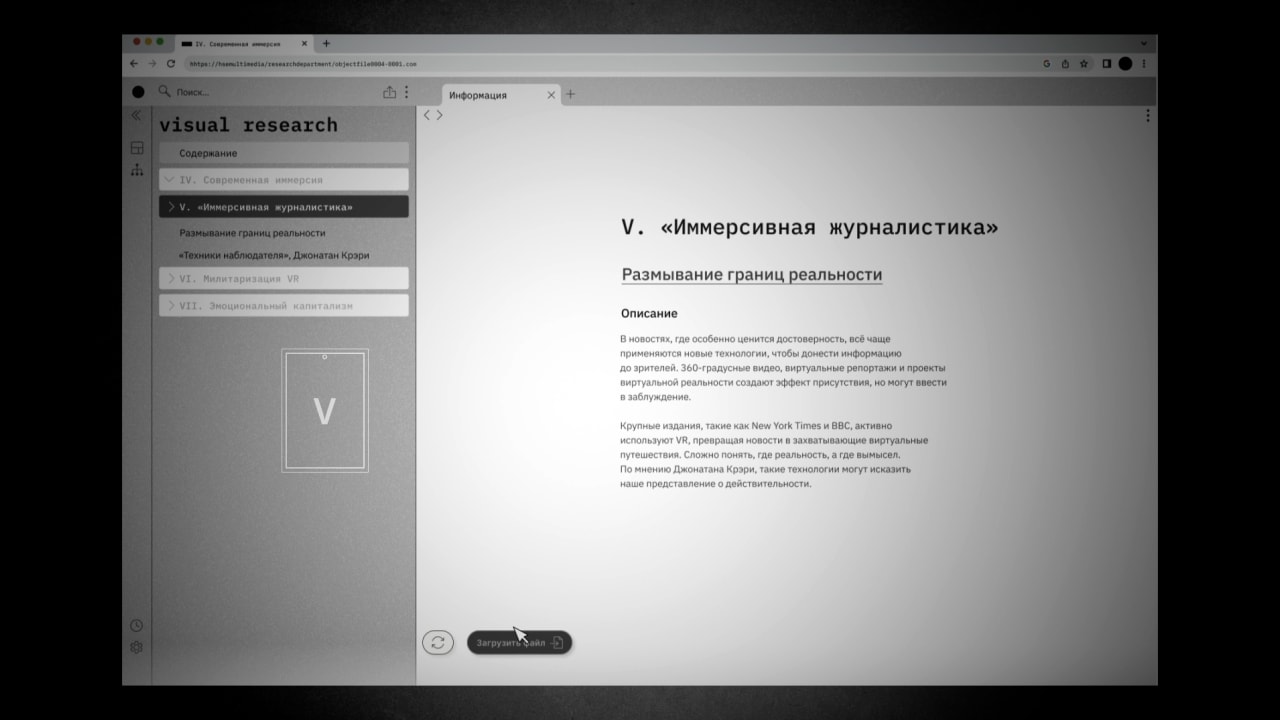 IV. Современная иммерсия
hhtps://hsemultimedia/researchdepartment/objectfile0004-0001.com
Поиск...
Информация
visual research
Содержание
IV. Современная иммерсия
V. «Иммерсивная журналистика»
Размывание границ реальности
«Техники наблюдателя», Джонатан Крэри
VI. Милитаризация VR
VII. Эмоциональный капитализм
V
V. «Иммерсивная журналистика»
Размывание границ реальности
Описание
В новостях, где особенно ценится достоверность, всё чаще
применяются новые технологии, чтобы донести информацию
до зрителей. 360-градусные видео, виртуальные репортажи и проекты
виртуальной реальности создают эффект присутствия, но могут ввести
в заблуждение.
Крупные издания, такие как New York Times и BBC, активно
используют VR, превращая новости в захватывающие виртуальные
путешествия. Сложно понять, где реальность, а где вымысел.
По мнению Джонатана Крэри, такие технологии могут исказить
наше представление о действительности.
Загрузить файл